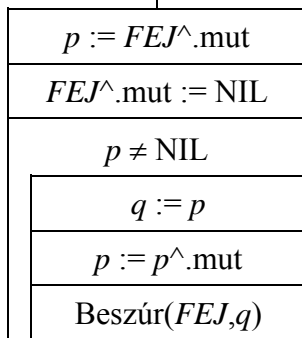 p := FEJ^.mut
FEJ^.mut := NIL
p ≠ NIL
q := p
p := p^.mut
Beszúr(FEJ,q)